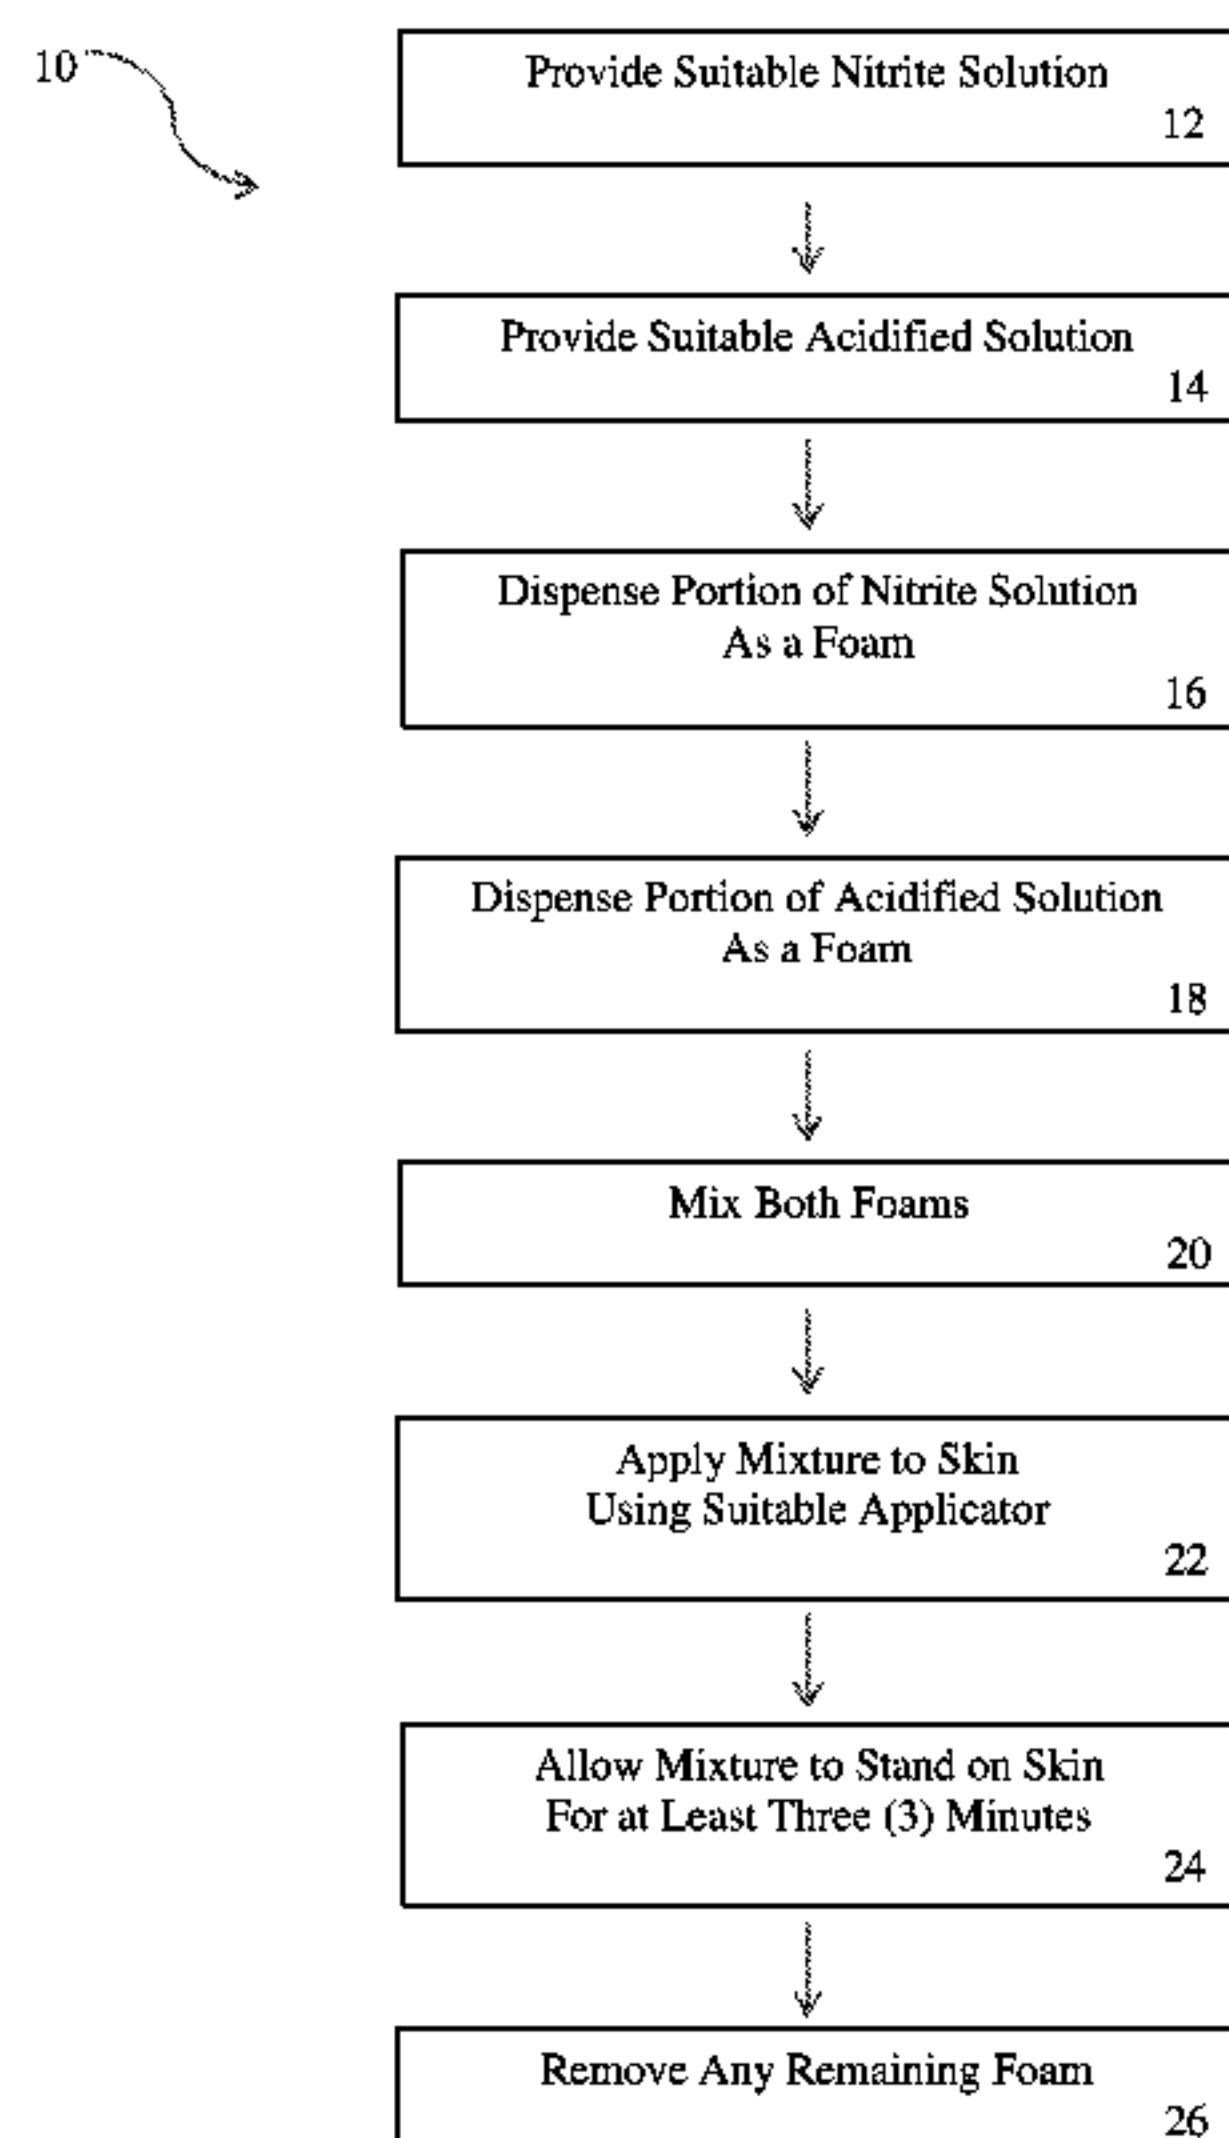 10
Provide Suitable Nitrite Solution
12
Provide Suitable Acidified Solution
14
Dispense Portion of Nitrite Solution
As a Foam
16
Dispense Portion of Acidified Solution
As a Foam
18
Mix Both Foams
20
Apply Mixture to Skin
Using Suitable Applicator
22
Allow Mixture to Stand on Skin
For at Least Three (3) Minutes
24
Remove Any Remaining Foam
26